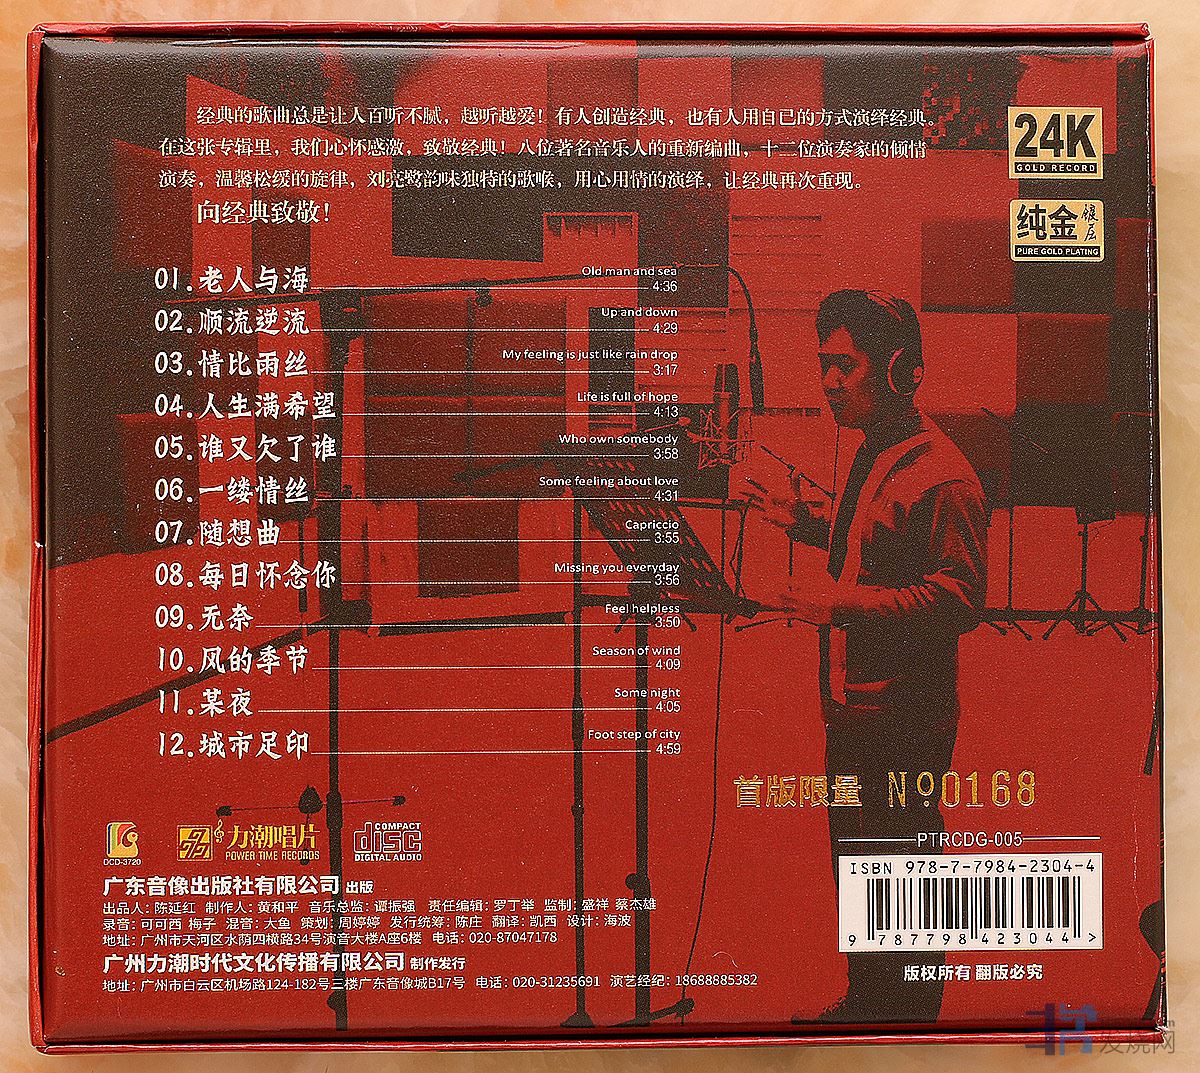 经典的歌曲总是让人百听不腻，越听越爱！有人创造经典，也有人用自己的方式演绎经典。
在这张专辑里，我们心怀感激，致敬经典！八位著名音乐人的重新编曲，十二位演奏家的倾情
演奏，温馨松缓的旋律，刘亮鹭韵味独特的歌喉，用心用情的演绎，让经典再次重现。
向经典致敬！
24K
GOLD RECORD
纯金 银层
PURE GOLD PLATING
01.老人与海 Old man and sea 4:36
02.顺流逆流 Up and down 4:29
03.情比雨丝 My feeling is just like rain drop 3:17
04.人生满希望 Life is full of hope 4:13
05.谁又欠了谁 Who own somebody 3:58
06.一缕情丝 Some feeling about love 4:31
07.随想曲 Capriccio 3:55
08.每日怀念你 Missing you everyday 3:56
09.无奈 Feel helpless 3:50
10.风的季节 Season of wind 4:09
11.某夜 Some night 4:05
12.城市足印 Foot step of city 4:59
首版限量 Nº0168
DCD-3720
力潮唱片
POWER TIME RECORDS
COMPACT
disc
DIGITAL AUDIO
PTRCDG-005
ISBN 978-7-7984-2304-4
9 787798 423044 >
版权所有 翻版必究
广东音像出版社有限公司 出版
出品人：陈延红 制作人：黄和平 音乐总监：谭振强 责任编辑：罗丁举 监制：盛祥 蔡杰雄
录音：可可西 梅子 混音：大鱼 策划：周婷婷 发行统筹：陈庄 翻译：凯西 设计：海波
地址：广州市天河区水荫四横路34号演音大楼A座6楼 电话：020-87047178
广州力潮时代文化传播有限公司 制作发行
地址：广州市白云区机场路124-182号三楼广东音像城B17号 电话：020-31235691 演艺经纪：18688885382
发烧网